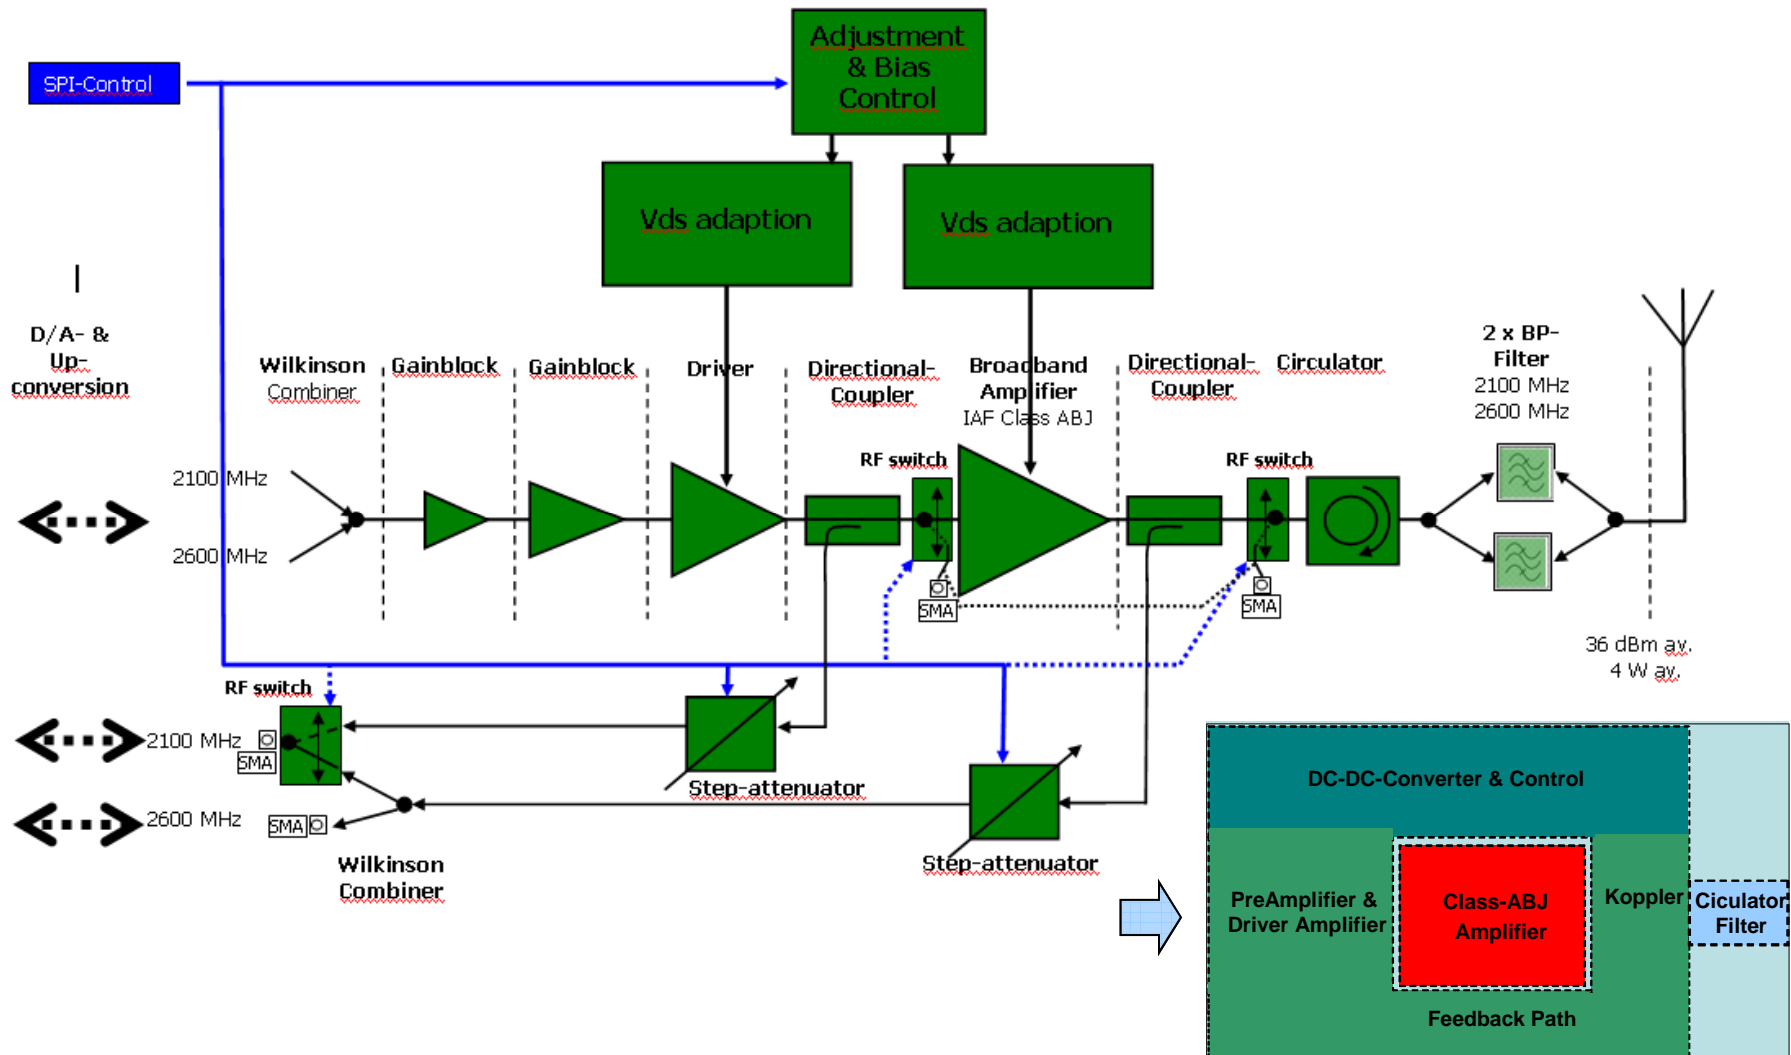 Adjustment
& Bias
Control
SPI-Control
Vds adaption
Vds adaption
D/A- &
Up-
conversion
Wilkinson
Combiner
Gainblock
Gainblock
Driver
Directional-
Coupler
Broadband
Amplifier
IAF Class ABJ
Directional-
Coupler
Circulator
2 x BP-
Filter
2100 MHz
2600 MHz
RF switch
RF switch
2100 MHz
2600 MHz
SMA
SMA
36 dBm av.
4 W av.
RF switch
2100 MHz
SMA
2600 MHz
SMA
Step-attenuator
Step-attenuator
Wilkinson
Combiner
DC-DC-Converter & Control
PreAmplifier &
Driver Amplifier
Class-ABJ
Amplifier
Koppler
Ciculator
Filter
Feedback Path